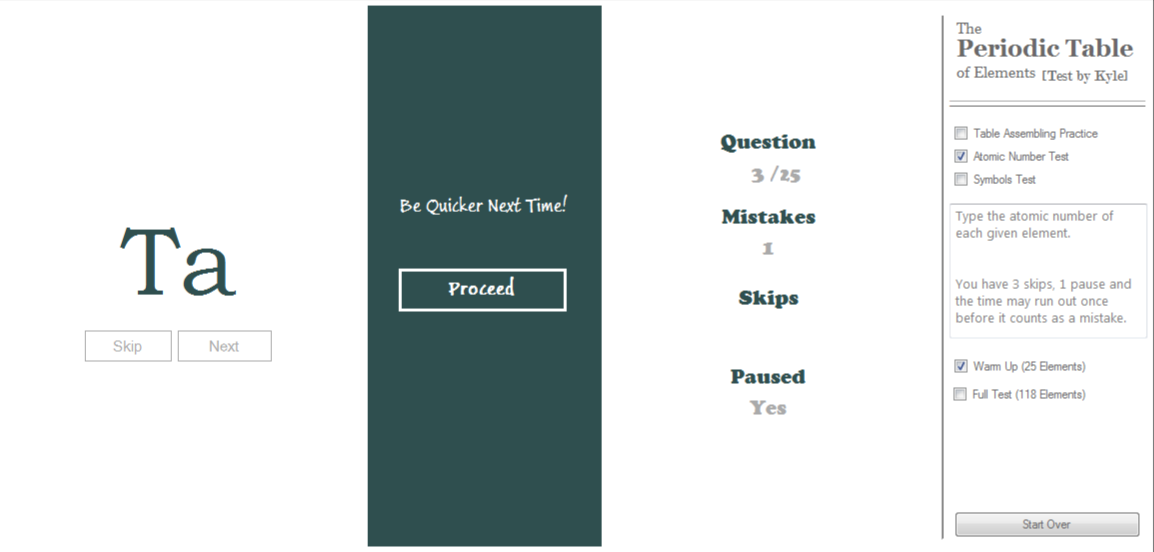 Ta
Skip
Next
Be Quicker Next Time!
Proceed
Question
3 /25
Mistakes
1
Skips
Paused
Yes
The
Periodic Table
of Elements [Test by Kyle]
Table Assembling Practice
Atomic Number Test
Symbols Test
Type the atomic number of
each given element.
You have 3 skips, 1 pause and
the time may run out once
before it counts as a mistake.
Warm Up (25 Elements)
Full Test (118 Elements)
Start Over